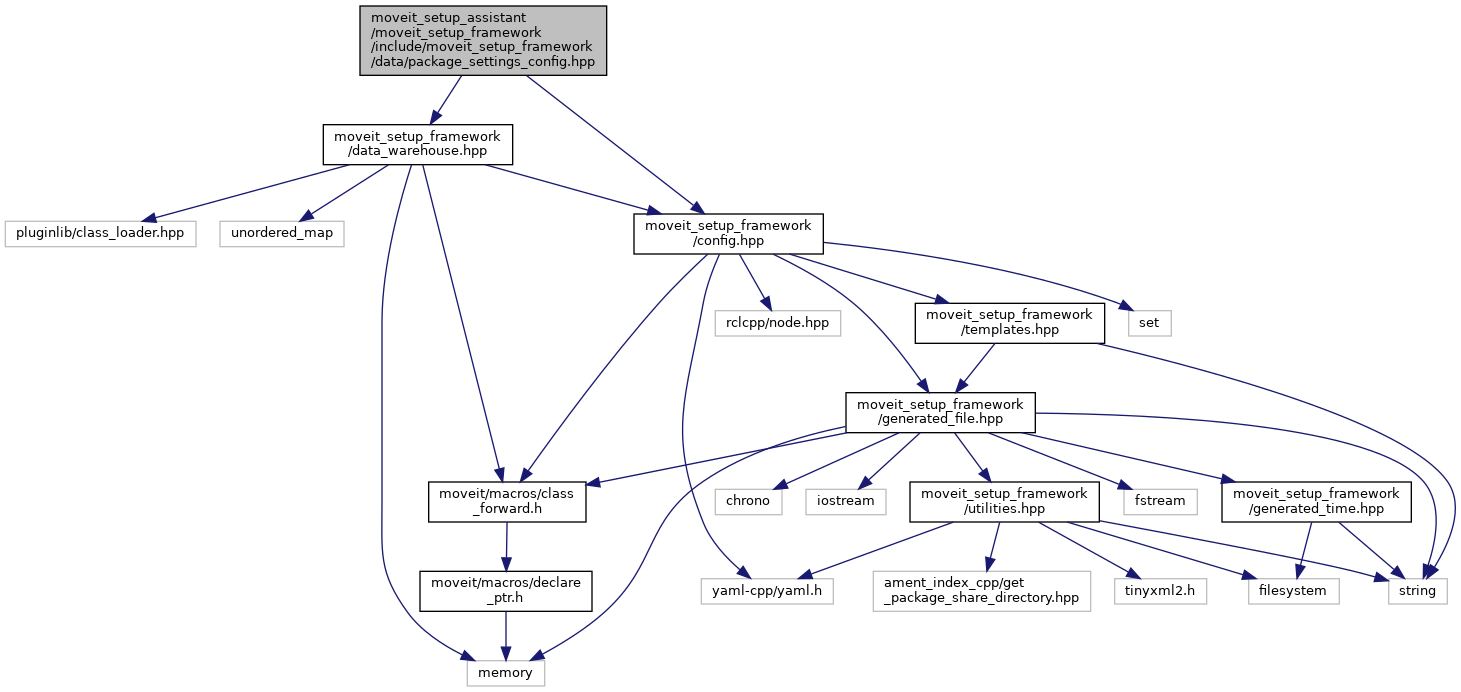 moveit_setup_assistant
/moveit_setup_framework
/include/moveit_setup_framework
/data/package_settings_config.hpp
moveit_setup_framework
/data_warehouse.hpp
pluginlib/class_loader.hpp
unordered_map
moveit_setup_framework
/config.hpp
rclcpp/node.hpp
moveit_setup_framework
/templates.hpp
set
moveit_setup_framework
/generated_file.hpp
moveit/macros/class
_forward.h
chrono
iostream
moveit_setup_framework
/utilities.hpp
fstream
moveit_setup_framework
/generated_time.hpp
moveit/macros/declare
_ptr.h
yaml-cpp/yaml.h
ament_index_cpp/get
_package_share_directory.hpp
tinyxml2.h
filesystem
string
memory